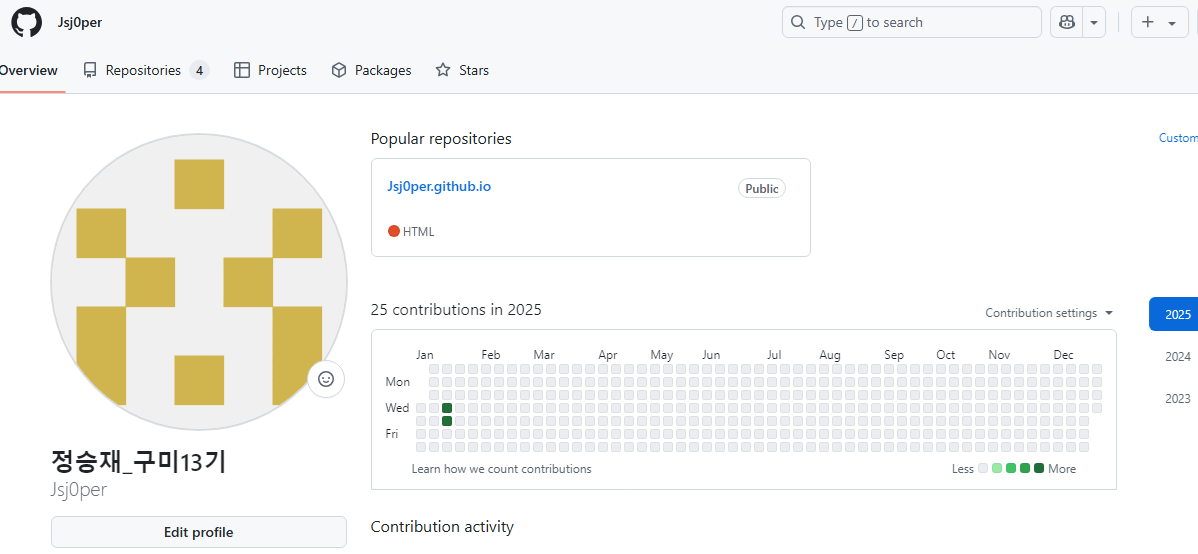 Jsj0per
Type / to search
Overview
Repositories 4
Projects
Packages
Stars
Popular repositories
Custom
Jsj0per.github.io
Public
HTML
25 contributions in 2025
Contribution settings
2025
2024
2023
Jan Feb Mar Apr May Jun Jul Aug Sep Oct Nov Dec
Mon
Wed
Fri
Learn how we count contributions
Less
More
정승재_구미13기
Jsj0per
Edit profile
Contribution activity